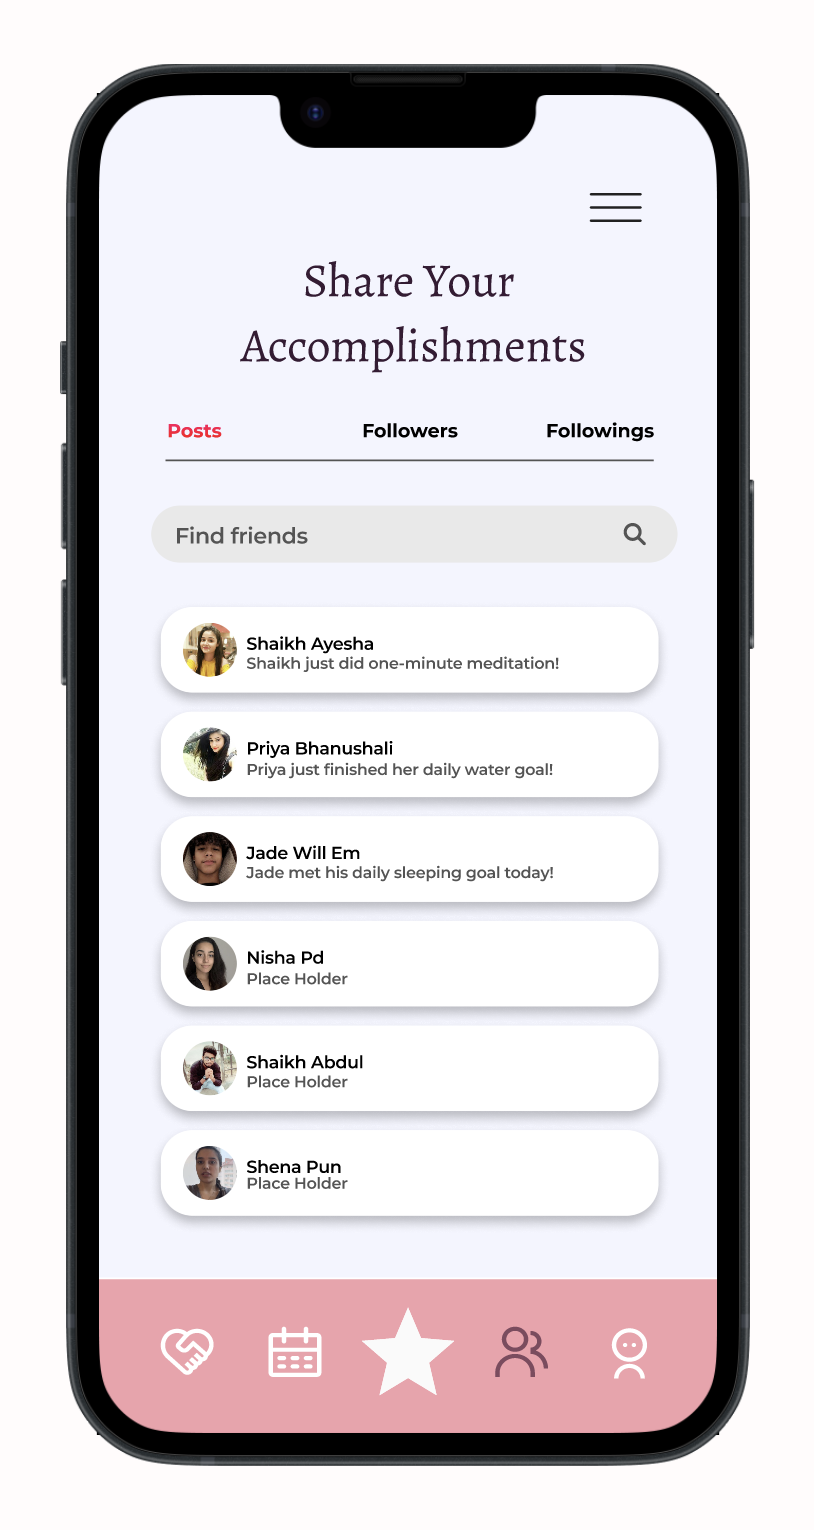 Share Your
Accomplishments
Posts Followers Followings
Find friends
Shaikh Ayesha
Shaikh just did one-minute meditation!
Priya Bhanushali
Priya just finished her daily water goal!
Jade Will Em
Jade met his daily sleeping goal today!
Nisha Pd
Place Holder
Shaikh Abdul
Place Holder
Shena Pun
Place Holder